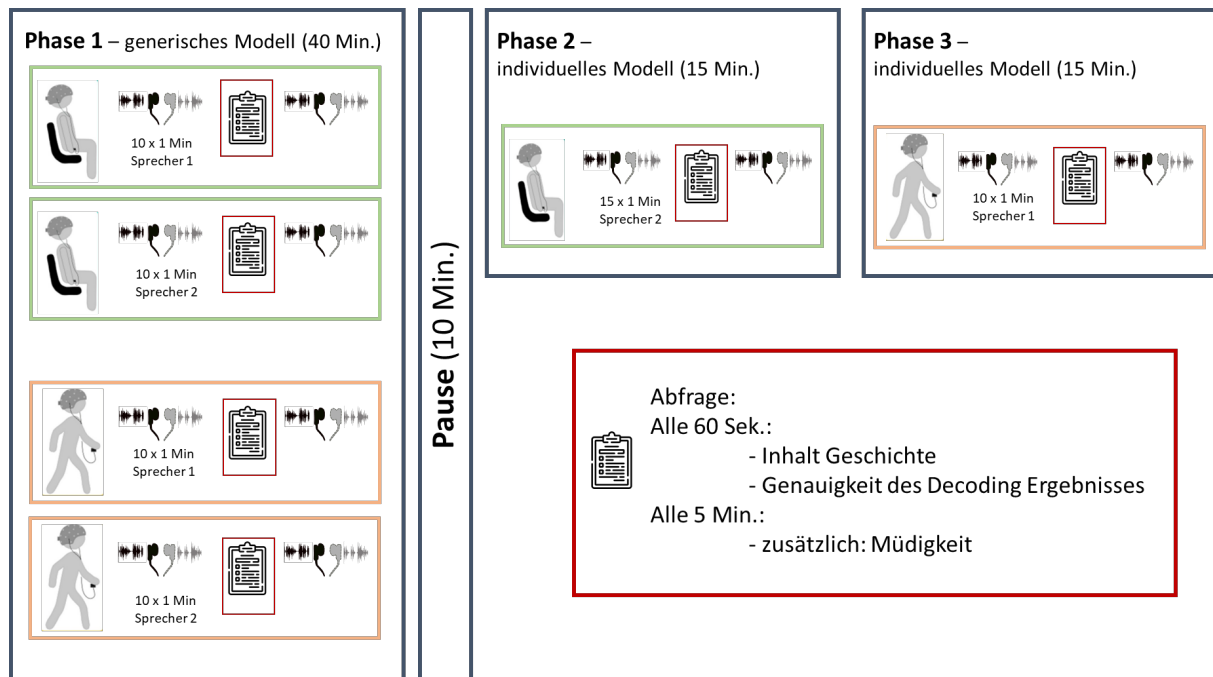 Phase 1 – generisches Modell (40 Min.)
10 x 1 Min
Sprecher 1
10 x 1 Min
Sprecher 2
10 x 1 Min
Sprecher 1
10 x 1 Min
Sprecher 2
Pause (10 Min.)
Phase 2 –
individuelles Modell (15 Min.)
15 x 1 Min
Sprecher 2
Phase 3 –
individuelles Modell (15 Min.)
10 x 1 Min
Sprecher 1
Abfrage:
Alle 60 Sek.:
- Inhalt Geschichte
- Genauigkeit des Decoding Ergebnisses
Alle 5 Min.:
- zusätzlich: Müdigkeit